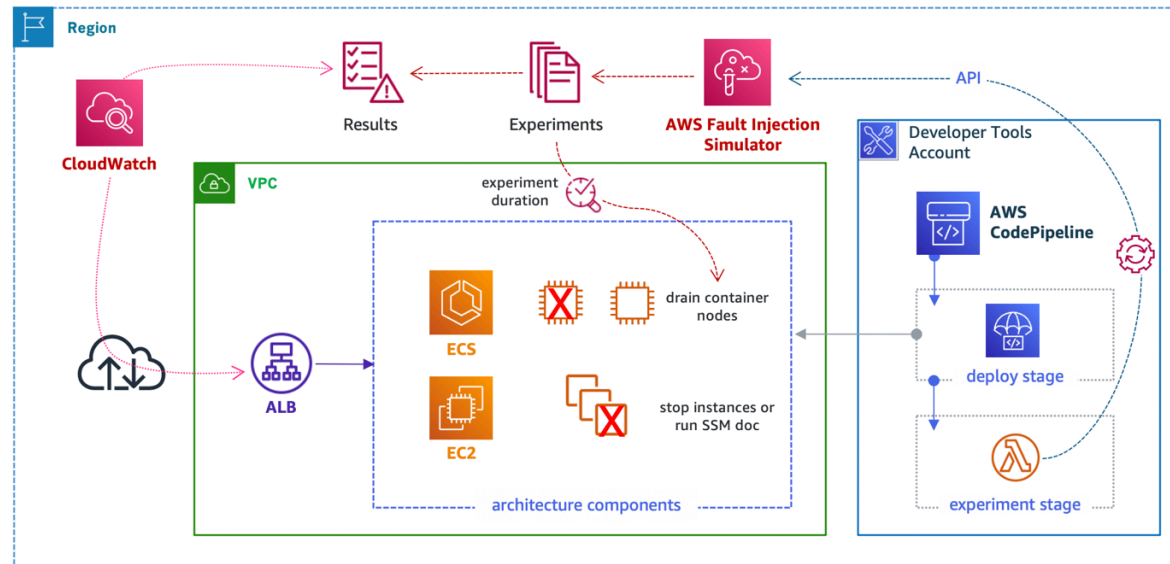 Region
API
Results
Experiments
AWS Fault Injection
Simulator
CloudWatch
Developer Tools
Account
VPC
experiment
duration
AWS
CodePipeline
X
drain container
nodes
ECS
deploy stage
ALB
X
stop instances or
run SSM doc
EC2
architecture components
experiment stage